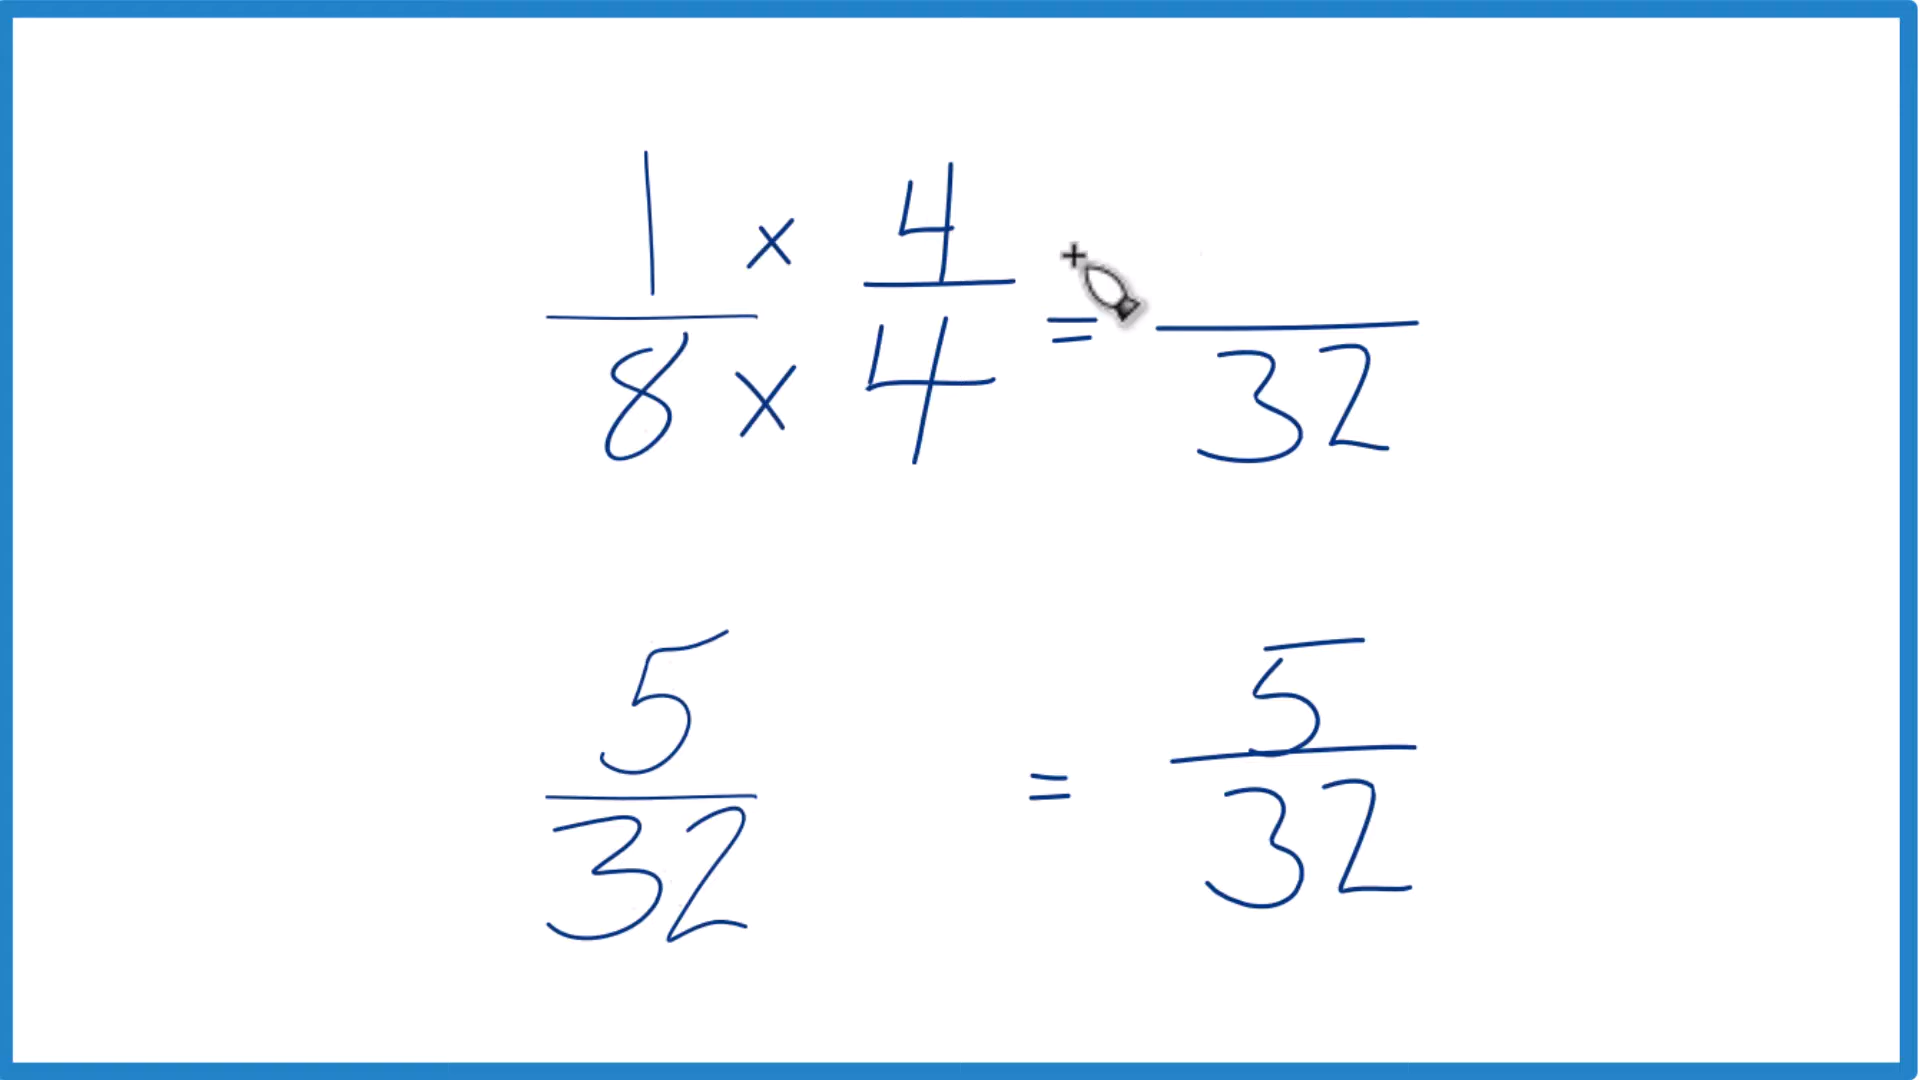 1 × 4 =
8 × 4 32
5 = 5
32 32